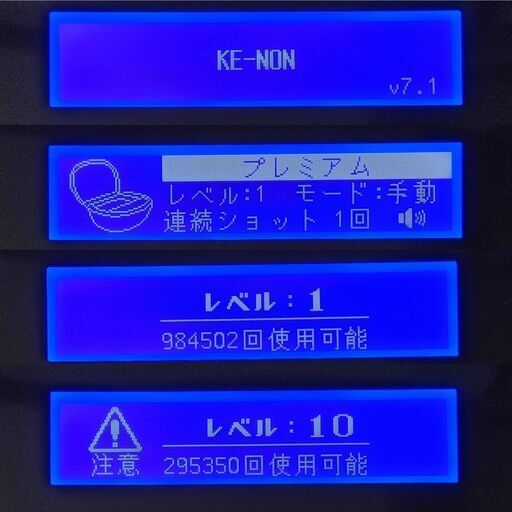 KE-NON
v7.1
プレミアム
レベル:1 モード:手動
連続ショット 1回
レベル:1
984502回使用可能
レベル:10
注意 295350回使用可能